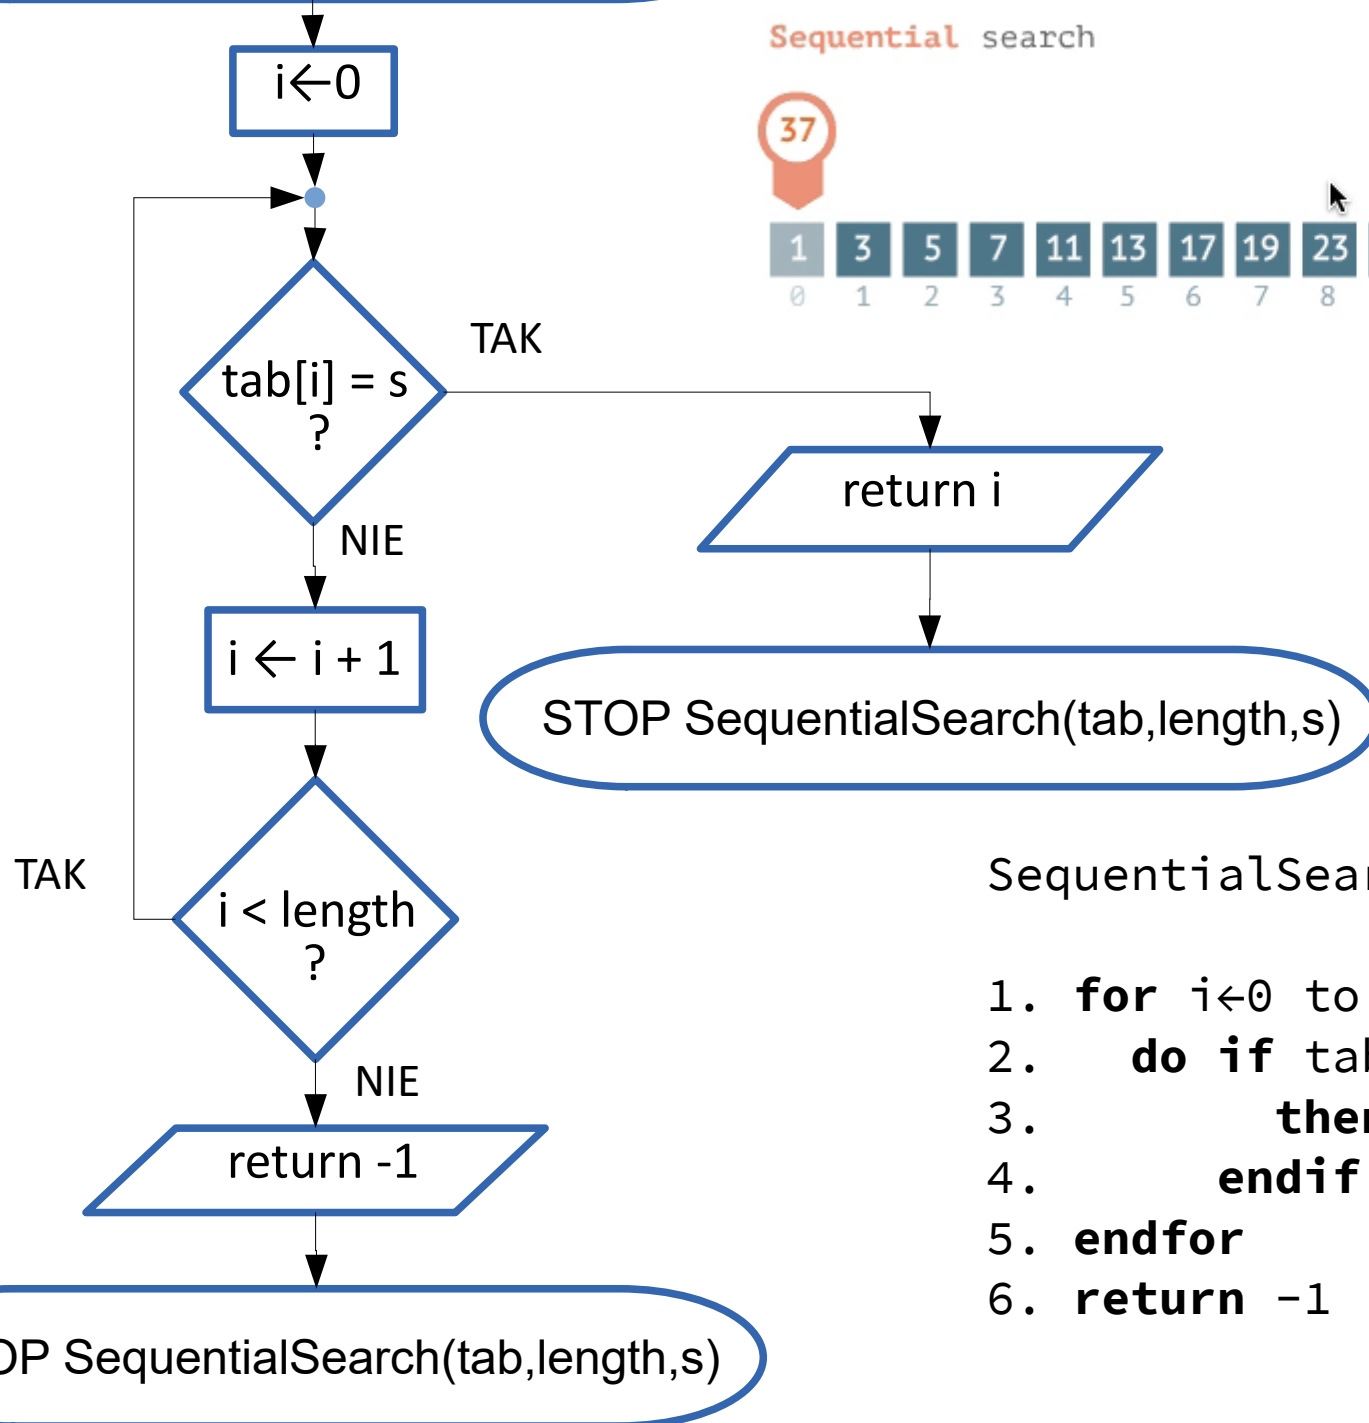 i←0
Sequential search
37
1 3 5 7 11 13 17 19 23
0 1 2 3 4 5 6 7 8
tab[i] = s
?
TAK
return i
NIE
i ← i + 1
STOP SequentialSearch(tab,length,s)
i < length
?
TAK
NIE
return -1
SequentialSearch(tab,length,s)
1. for i←0 to
2. do if
3.
4. endif
5. endfor
6. return -1